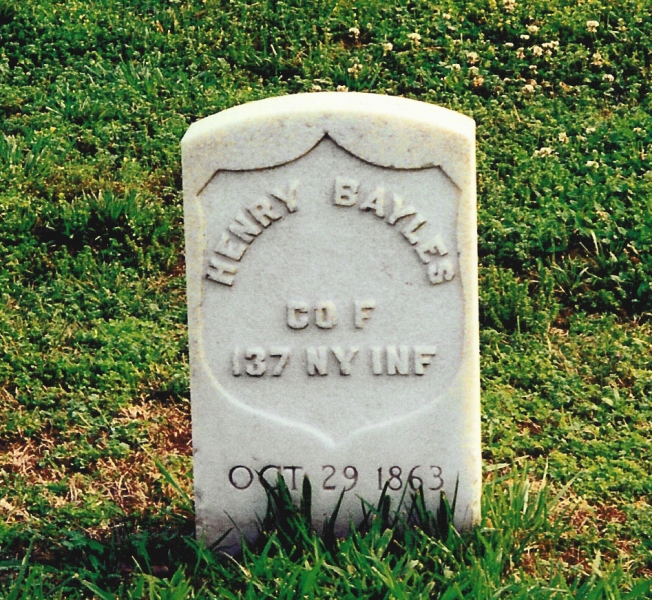 HENRY BAYLES
CO F
137 NY INF
OCT 29 1863